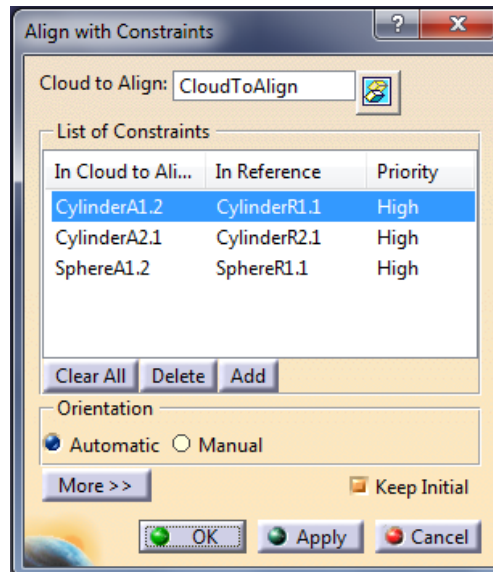 Align with Constraints ? X
Cloud to Align: CloudToAlign
List of Constraints
In Cloud to Ali... In Reference Priority
CylinderA1.2 CylinderR1.1 High
CylinderA2.1 CylinderR2.1 High
SphereA1.2 SphereR1.1 High
Clear All Delete Add
Orientation
Automatic Manual
More >> Keep Initial
OK Apply Cancel